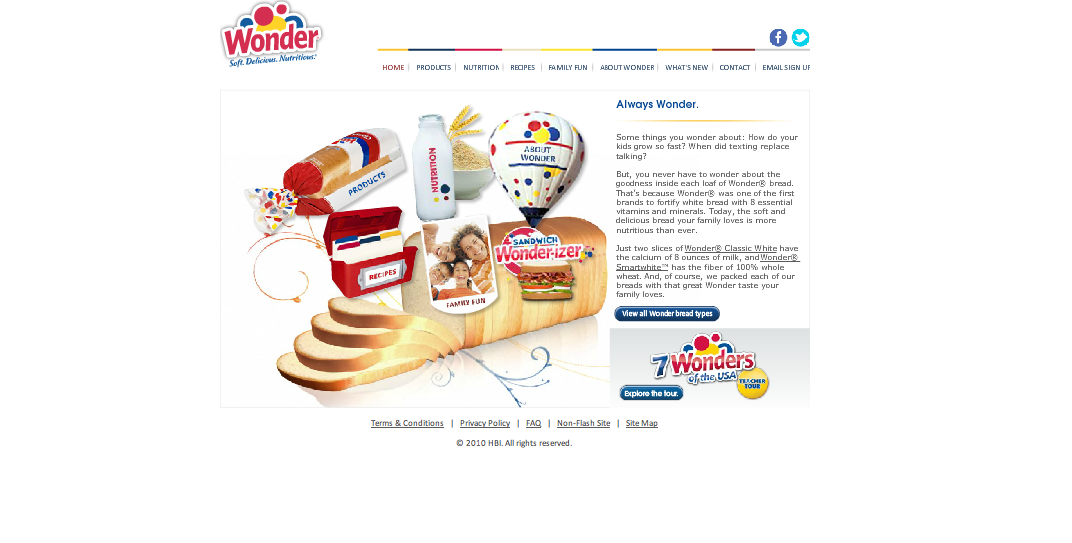 Wonder
Soft. Delicious. Nutritious.®
HOME | PRODUCTS | NUTRITION | RECIPES | FAMILY FUN | ABOUT WONDER | WHAT'S NEW | CONTACT | EMAIL SIGN UP
PRODUCTS
NUTRITION
ABOUT
WONDER
RECIPES
FAMILY FUN
SANDWICH
Wonder-izer
Always Wonder.
Some things you wonder about: How do your
kids grow so fast? When did texting replace
talking?
But, you never have to wonder about the
goodness inside each loaf of Wonder® bread.
That's because Wonder® was one of the first
brands to fortify white bread with 8 essential
vitamins and minerals. Today, the soft and
delicious bread your family loves is more
nutritious than ever.
Just two slices of Wonder® Classic White have
the calcium of 8 ounces of milk, and Wonder®
Smartwhite™ has the fiber of 100% whole
wheat. And, of course, we packed each of our
breads with that great Wonder taste your
family loves.
View all Wonder bread types
7 Wonders
of the USA
TEACHER
TOUR
Explore the tour.
Terms & Conditions | Privacy Policy | FAQ | Non-Flash Site | Site Map
© 2010 HBI. All rights reserved.